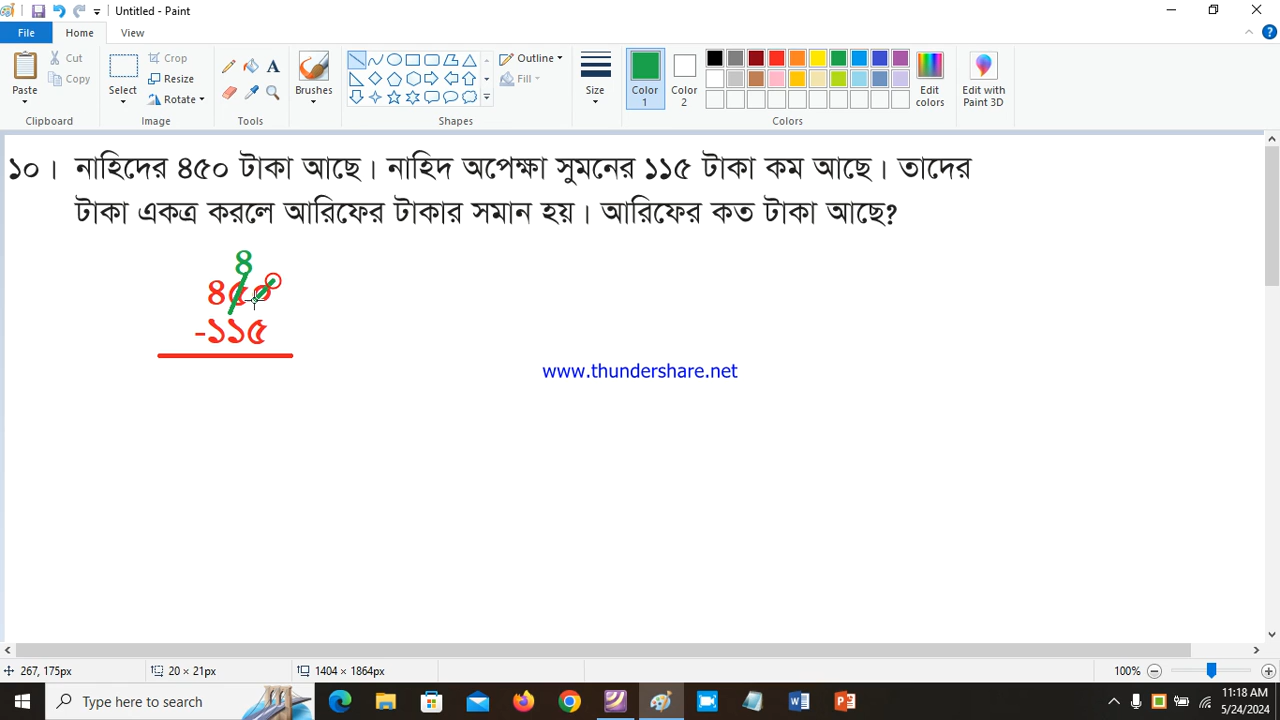 Untitled - Paint
File Home View
Paste Cut Copy Clipboard
Select Crop Resize Rotate Image
Tools
Brushes
Outline Fill Shapes
Size
Color 1 Color 2 Edit colors Colors
Edit with Paint 3D
১০। নাহিদের ৪৫০ টাকা আছে। নাহিদ অপেক্ষা সুমনের ১১৫ টাকা কম আছে। তাদের
টাকা একত্র করলে আরিফের টাকার সমান হয়। আরিফের কত টাকা আছে?
৪
৪৫০
-১১৫
www.thundershare.net
267, 175px 20 × 21px 1404 × 1864px 100%
Type here to search
11:18 AM
5/24/2024